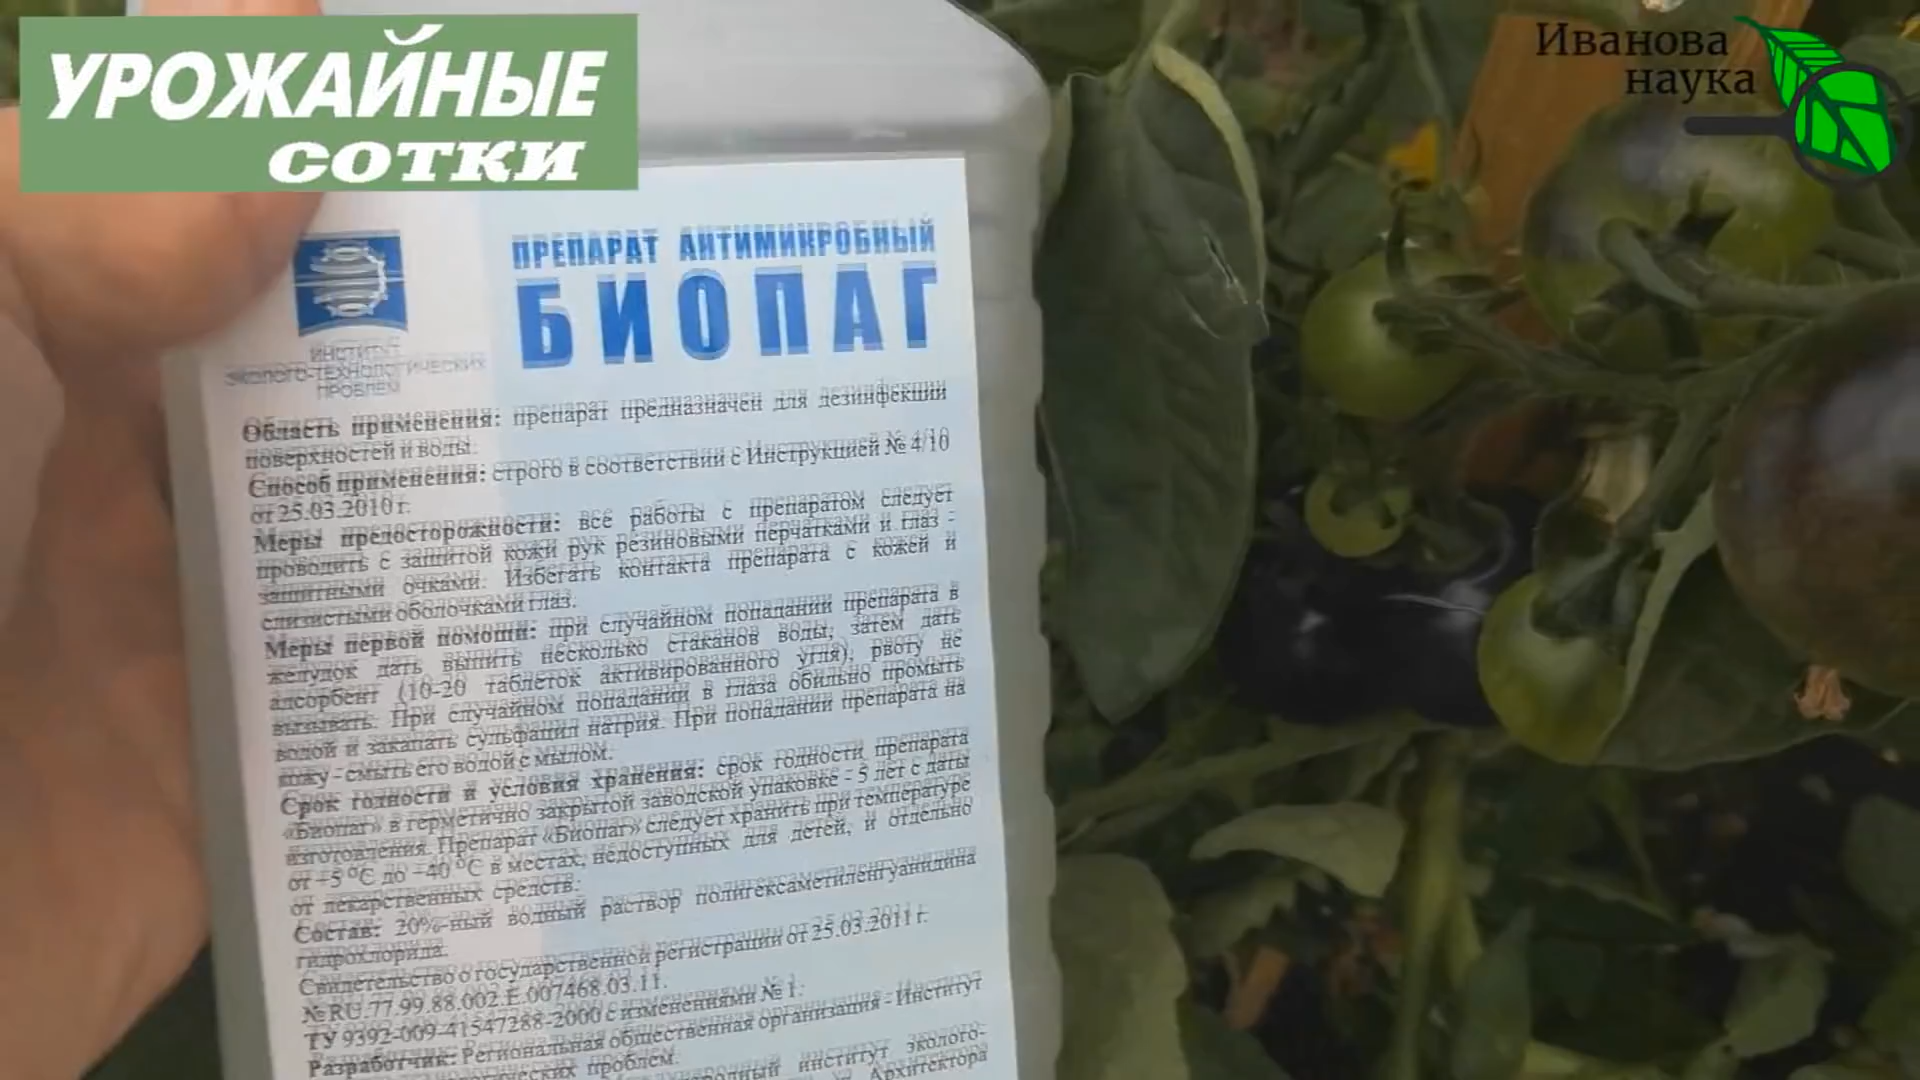 УРОЖАЙНЫЕ
СОТКИ
Иванова
наука
ПРЕПАРАТ АНТИМИКРОБНЫЙ
БИОПАГ
ИНСТИТУТ
ЭКОЛОГО-ТЕХНОЛОГИЧЕСКИХ
ПРОБЛЕМ
Область применения: препарат предназначен для дезинфекции
поверхностей и воды.
Способ применения: строго в соответствии с Инструкцией № 4/10
от 25.03.2010 г.
Меры предосторожности: все работы с препаратом следует
проводить с защитой кожи рук резиновыми перчатками и глаз -
защитными очками. Избегать контакта препарата с кожей и
слизистыми оболочками глаз.
Меры первой помощи: при случайном попадании препарата в
желудок дать выпить несколько стаканов воды, затем дать
адсорбент (10-20 таблеток активированного угля), рвоту не
вызывать. При случайном попадании в глаза обильно промыть
водой и закапать сульфацил натрия. При попадании препарата на
кожу - смыть его водой с мылом.
Срок годности и условия хранения: срок годности препарата
«Биопаг» в герметично закрытой заводской упаковке - 5 лет с даты
изготовления. Препарат «Биопаг» следует хранить при температуре
от +5 °С до +40 °С в местах, недоступных для детей, и отдельно
от лекарственных средств.
Состав: 20%-ный водный раствор полигексаметиленгуанидина
гидрохлорида.
Свидетельство о государственной регистрации от 25.03.2011 г.
№ RU.77.99.88.002.Е.007468.03.11.
ТУ 9392-009-41547288-2000 с изменениями № 1.
Разработчик: Региональная общественная организация - Институт
проблем.
институт эколого-
Архитектора